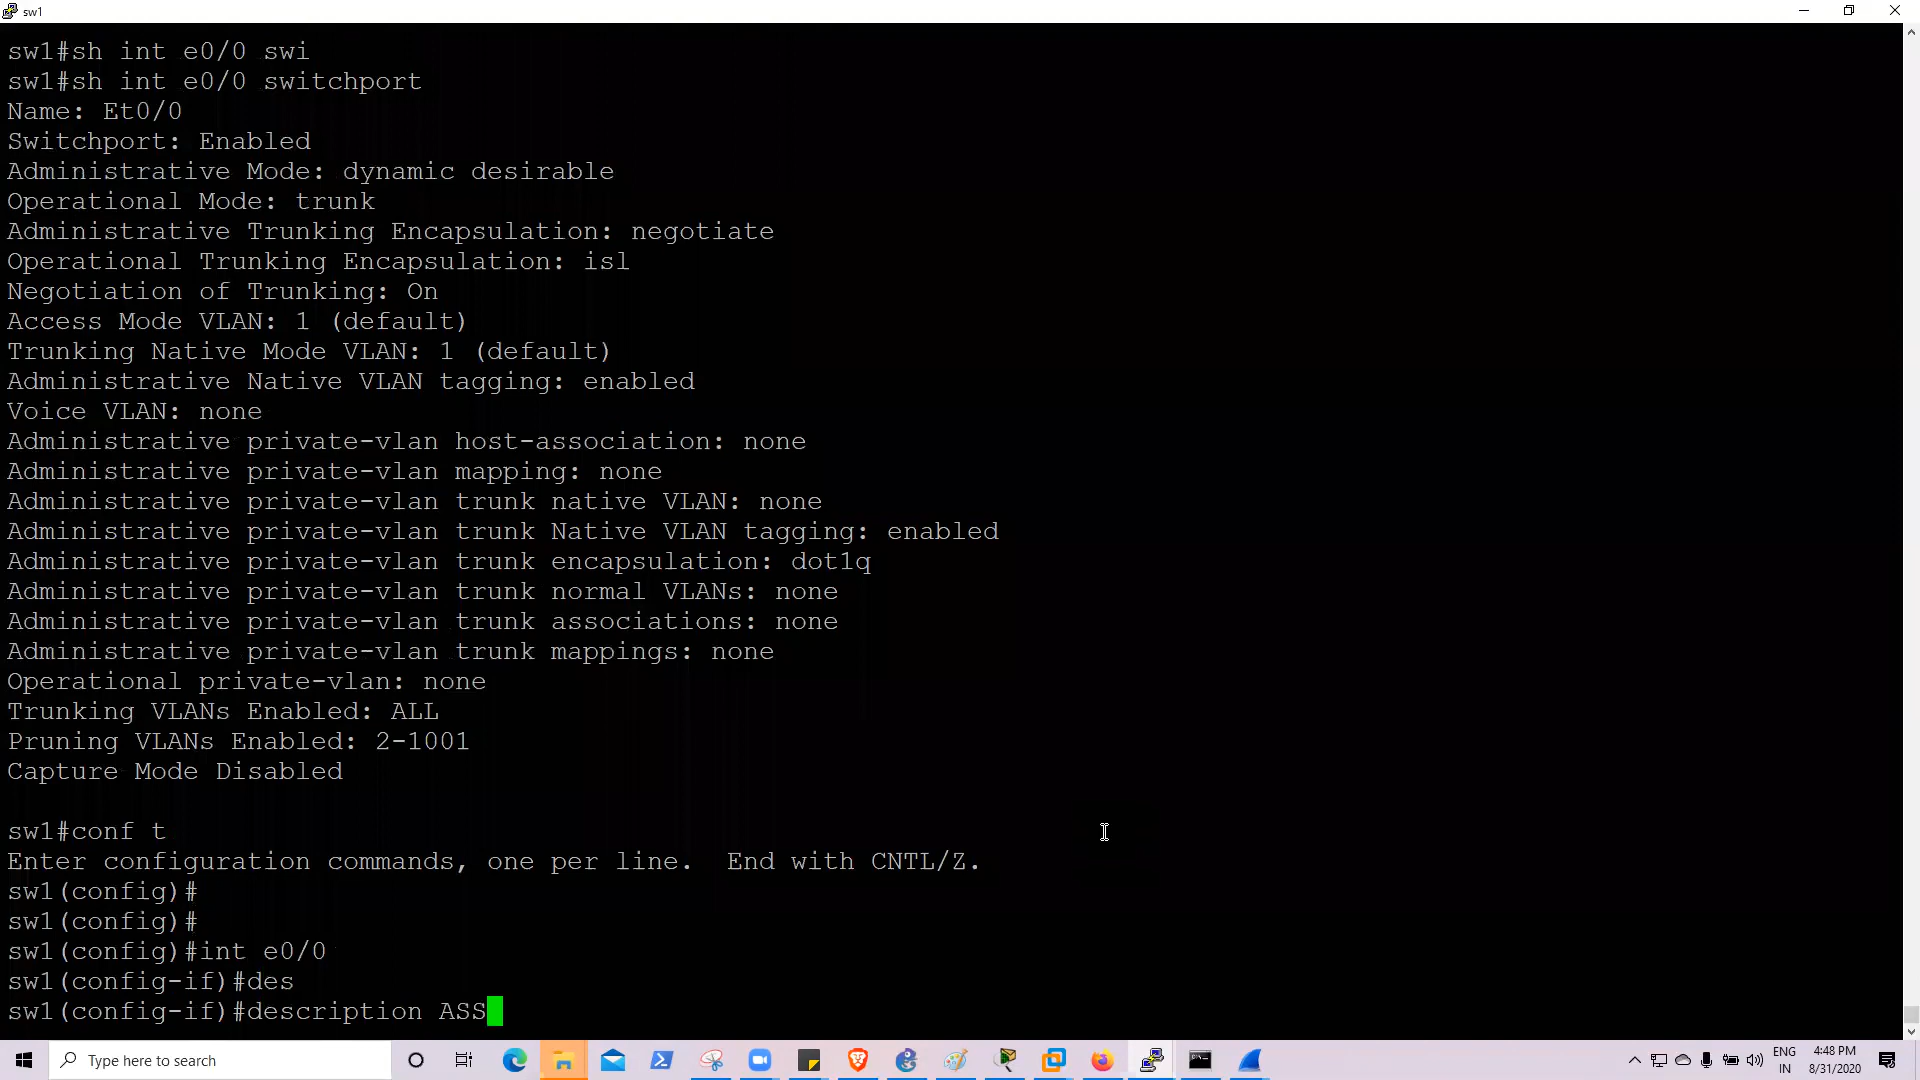 sw1
sw1#sh int e0/0 swi
sw1#sh int e0/0 switchport
Name: Et0/0
Switchport: Enabled
Administrative Mode: dynamic desirable
Operational Mode: trunk
Administrative Trunking Encapsulation: negotiate
Operational Trunking Encapsulation: isl
Negotiation of Trunking: On
Access Mode VLAN: 1 (default)
Trunking Native Mode VLAN: 1 (default)
Administrative Native VLAN tagging: enabled
Voice VLAN: none
Administrative private-vlan host-association: none
Administrative private-vlan mapping: none
Administrative private-vlan trunk native VLAN: none
Administrative private-vlan trunk Native VLAN tagging: enabled
Administrative private-vlan trunk encapsulation: dot1q
Administrative private-vlan trunk normal VLANs: none
Administrative private-vlan trunk associations: none
Administrative private-vlan trunk mappings: none
Operational private-vlan: none
Trunking VLANs Enabled: ALL
Pruning VLANs Enabled: 2-1001
Capture Mode Disabled
sw1#conf t
Enter configuration commands, one per line.  End with CNTL/Z.
sw1(config)#
sw1(config)#
sw1(config)#int e0/0
sw1(config-if)#des
sw1(config-if)#description ASS
Type here to search
ENG
IN
4:48 PM
8/31/2020